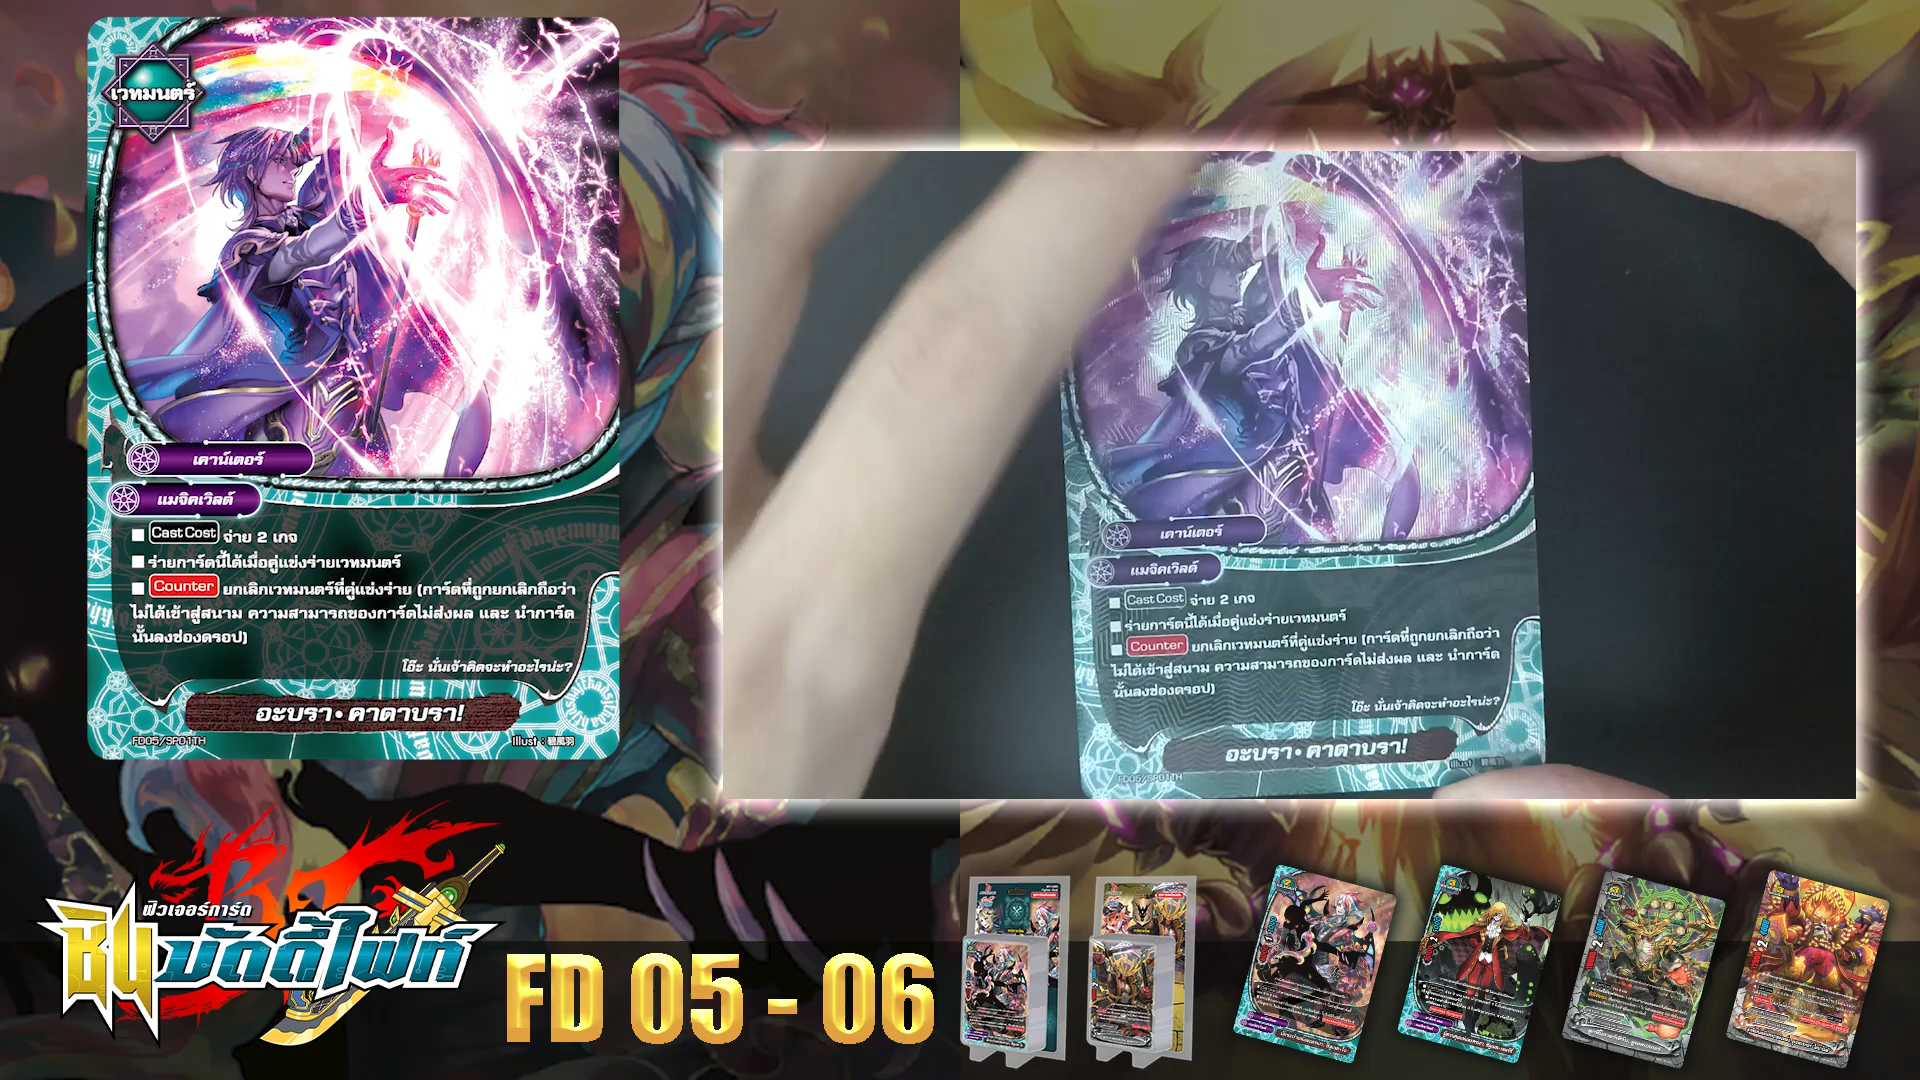 เวทมนตร์
เคาน์เตอร์
แมจิคเวิลด์
■ Cast Cost จ่าย 2 เกจ
■ ร่ายการ์ดนี้ได้เมื่อคู่แข่งร่ายเวทมนตร์
■ Counter ยกเลิกเวทมนตร์ที่คู่แข่งร่าย (การ์ดที่ถูกยกเลิกถือว่า
ไม่ได้เข้าสู่สนาม ความสามารถของการ์ดไม่ส่งผล และ นำการ์ด
นั้นลงช่องดรอป)
โอ๊ะ นั่นเจ้าคิดจะทำอะไรน่ะ?
อะบรา・คาดาบรา!
FD05/SP01TH
Illust : 碧風羽
เคาน์เตอร์
แมจิคเวิลด์
■ Cast Cost จ่าย 2 เกจ
■ ร่ายการ์ดนี้ได้เมื่อคู่แข่งร่ายเวทมนตร์
■ Counter ยกเลิกเวทมนตร์ที่คู่แข่งร่าย (การ์ดที่ถูกยกเลิกถือว่า
ไม่ได้เข้าสู่สนาม ความสามารถของการ์ดไม่ส่งผล และ นำการ์ด
นั้นลงช่องดรอป)
โอ๊ะ นั่นเจ้าคิดจะทำอะไรน่ะ?
อะบรา・คาดาบรา!
FD05/SP01TH
Illust : 碧風羽
ฟิวเจอร์การ์ด
ชินบัดดี้ไฟท์
FD 05 - 06